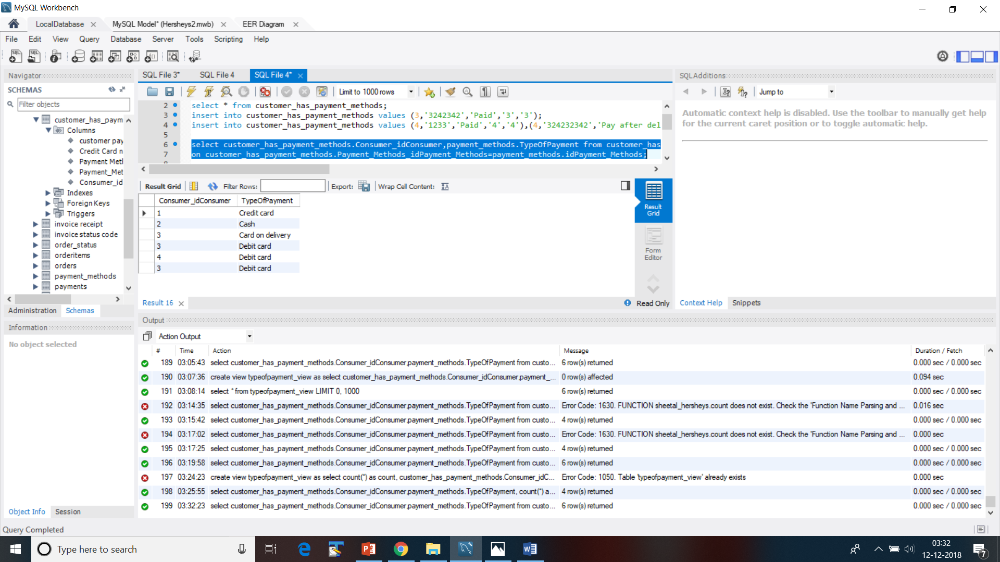 MySQL Workbench
LocalDatabase
MySQL Model* (Hersheys2.mwb)
EER Diagram
File Edit View Query Database Server Tools Scripting Help
Navigator
SCHEMAS
Filter objects
customer_has_paym
Columns
customer pay
Credit Card n
Payment Met
Payment_Met
Consumer_id
Indexes
Foreign Keys
Triggers
invoice receipt
invoice status code
order_status
orderitems
orders
payment_methods
payments
Administration Schemas
Information
No object selected
Object Info Session
SQL File 3* SQL File 4 SQL File 4*
Limit to 1000 rows
2 select * from customer_has_payment_methods;
3 insert into customer_has_payment_methods values (3,'3242342','Paid','3','3');
4 insert into customer_has_payment_methods values (4,'1233','Paid','4','4'),(4,'324232342','Pay after del
5
6 select customer_has_payment_methods.Consumer_idConsumer,payment_methods.TypeOfPayment from customer_has
7 on customer_has_payment_methods.Payment_Methods_idPayment_Methods=payment_methods.idPayment_Methods;
Result Grid Filter Rows: Export: Wrap Cell Content:
Consumer_idConsumer TypeOfPayment
1 Credit card
2 Cash
3 Card on delivery
3 Debit card
4 Debit card
3 Debit card
Result Grid
Form Editor
Result 16
Read Only
SQLAdditions
Jump to
Automatic context help is disabled. Use the toolbar to manually get help
for the current caret position or to toggle automatic help.
Context Help Snippets
Output
Action Output
# Time Action Message Duration / Fetch
189 03:05:43 select customer_has_payment_methods.Consumer_idConsumer,payment_methods.TypeOfPayment from custo... 6 row(s) returned 0.000 sec / 0.000 sec
190 03:07:36 create view typeofpayment_view as select customer_has_payment_methods.Consumer_idConsumer,payment_... 0 row(s) affected 0.094 sec
191 03:08:14 select * from typeofpayment_view LIMIT 0, 1000 6 row(s) returned 0.000 sec / 0.000 sec
192 03:14:35 select customer_has_payment_methods.Consumer_idConsumer,payment_methods.TypeOfPayment from custo... Error Code: 1630. FUNCTION sheetal_hersheys.count does not exist. Check the 'Function Name Parsing and ... 0.016 sec
193 03:15:42 select customer_has_payment_methods.Consumer_idConsumer,payment_methods.TypeOfPayment from custo... 4 row(s) returned 0.000 sec / 0.000 sec
194 03:17:02 select customer_has_payment_methods.Consumer_idConsumer,payment_methods.TypeOfPayment from custo... Error Code: 1630. FUNCTION sheetal_hersheys.count does not exist. Check the 'Function Name Parsing and ... 0.000 sec
195 03:17:25 select customer_has_payment_methods.Consumer_idConsumer,payment_methods.TypeOfPayment from custo... 4 row(s) returned 0.000 sec / 0.000 sec
196 03:19:58 select customer_has_payment_methods.Consumer_idConsumer,payment_methods.TypeOfPayment from custo... 6 row(s) returned 0.000 sec / 0.000 sec
197 03:24:23 create view typeofpayment_view as select count(*) as count, customer_has_payment_methods.Consumer_idC... Error Code: 1050. Table 'typeofpayment_view' already exists 0.000 sec
198 03:25:55 select customer_has_payment_methods.Consumer_idConsumer,payment_methods.TypeOfPayment, count(*) a... 4 row(s) returned 0.000 sec / 0.000 sec
199 03:32:23 select customer_has_payment_methods.Consumer_idConsumer,payment_methods.TypeOfPayment from custo... 6 row(s) returned 0.000 sec / 0.000 sec
Query Completed
Type here to search
03:32
12-12-2018
7